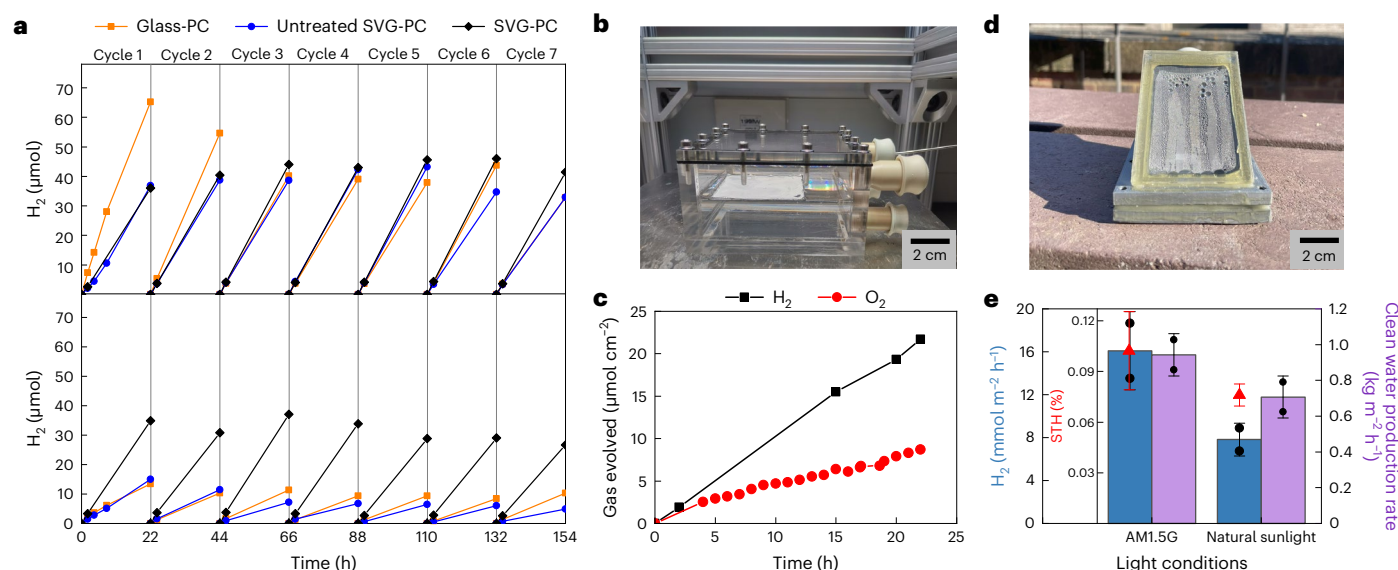 a
Glass-PC
Untreated SVG-PC
SVG-PC
Cycle 1 Cycle 2 Cycle 3 Cycle 4 Cycle 5 Cycle 6 Cycle 7
H₂ (μmol)
70
60
50
40
30
20
10
H₂ (μmol)
70
60
50
40
30
20
10
0
0 22 44 66 88 110 132 154
Time (h)
b
2 cm
c
H₂
O₂
Gas evolved (μmol cm⁻²)
25
20
15
10
5
0
0 5 10 15 20 25
Time (h)
d
2 cm
e
H₂ (mmol m⁻² h⁻¹)
20
16
12
8
4
0
STH (%)
0.12
0.09
0.06
0.03
1.2
1.0
0.8
0.6
0.4
0.2
0
Clean water production rate
(kg m⁻² h⁻¹)
AM1.5G Natural sunlight
Light conditions